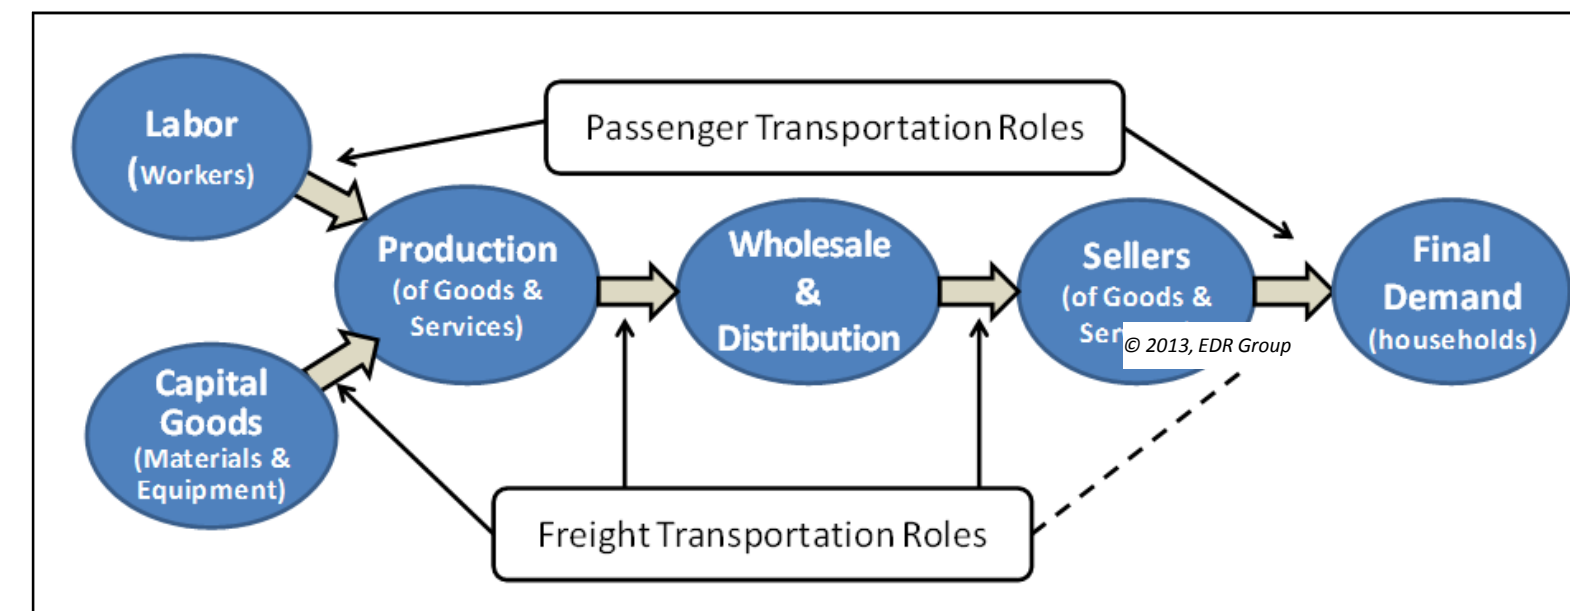 Labor
(Workers)
Passenger Transportation Roles
Production
(of Goods &
Services)
Wholesale
&
Distribution
Sellers
(of Goods &
© 2013, EDR Group
Final
Demand
(households)
Capital
Goods
(Materials &
Equipment)
Freight Transportation Roles